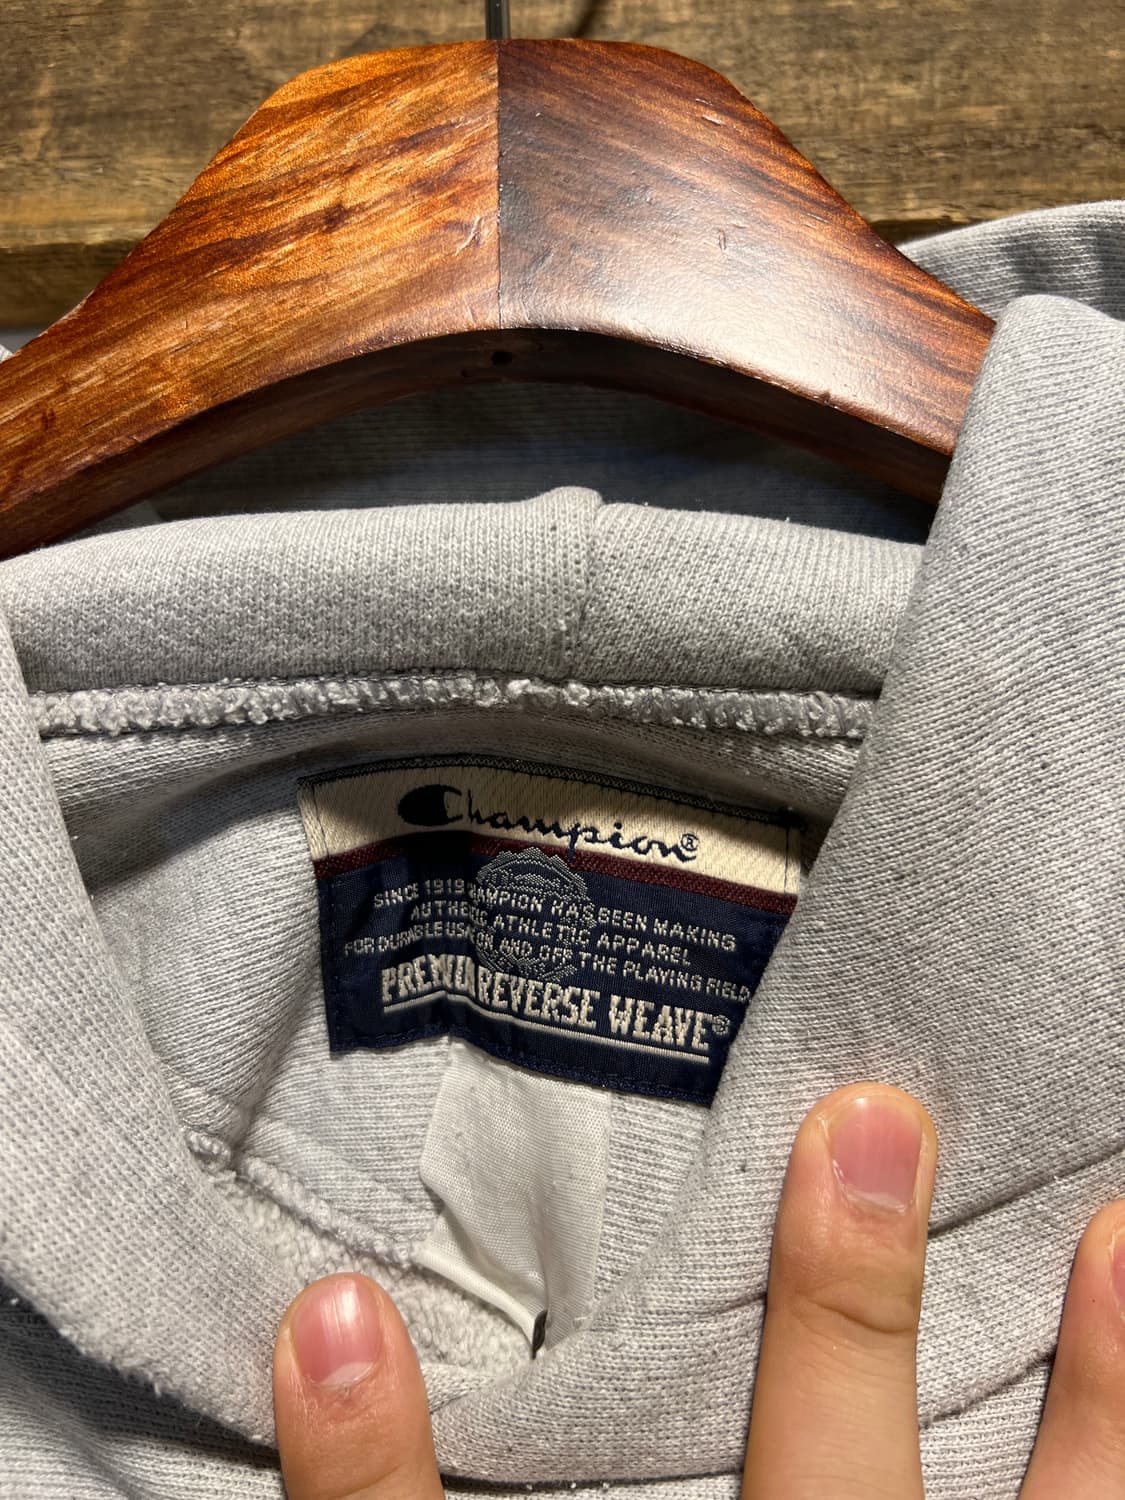 Champion®
SINCE 1919 CHAMPION HAS BEEN MAKING
AUTHENTIC ATHLETIC APPAREL
FOR DURABLE USE ON AND OFF THE PLAYING FIELD
PREMIUM REVERSE WEAVE®